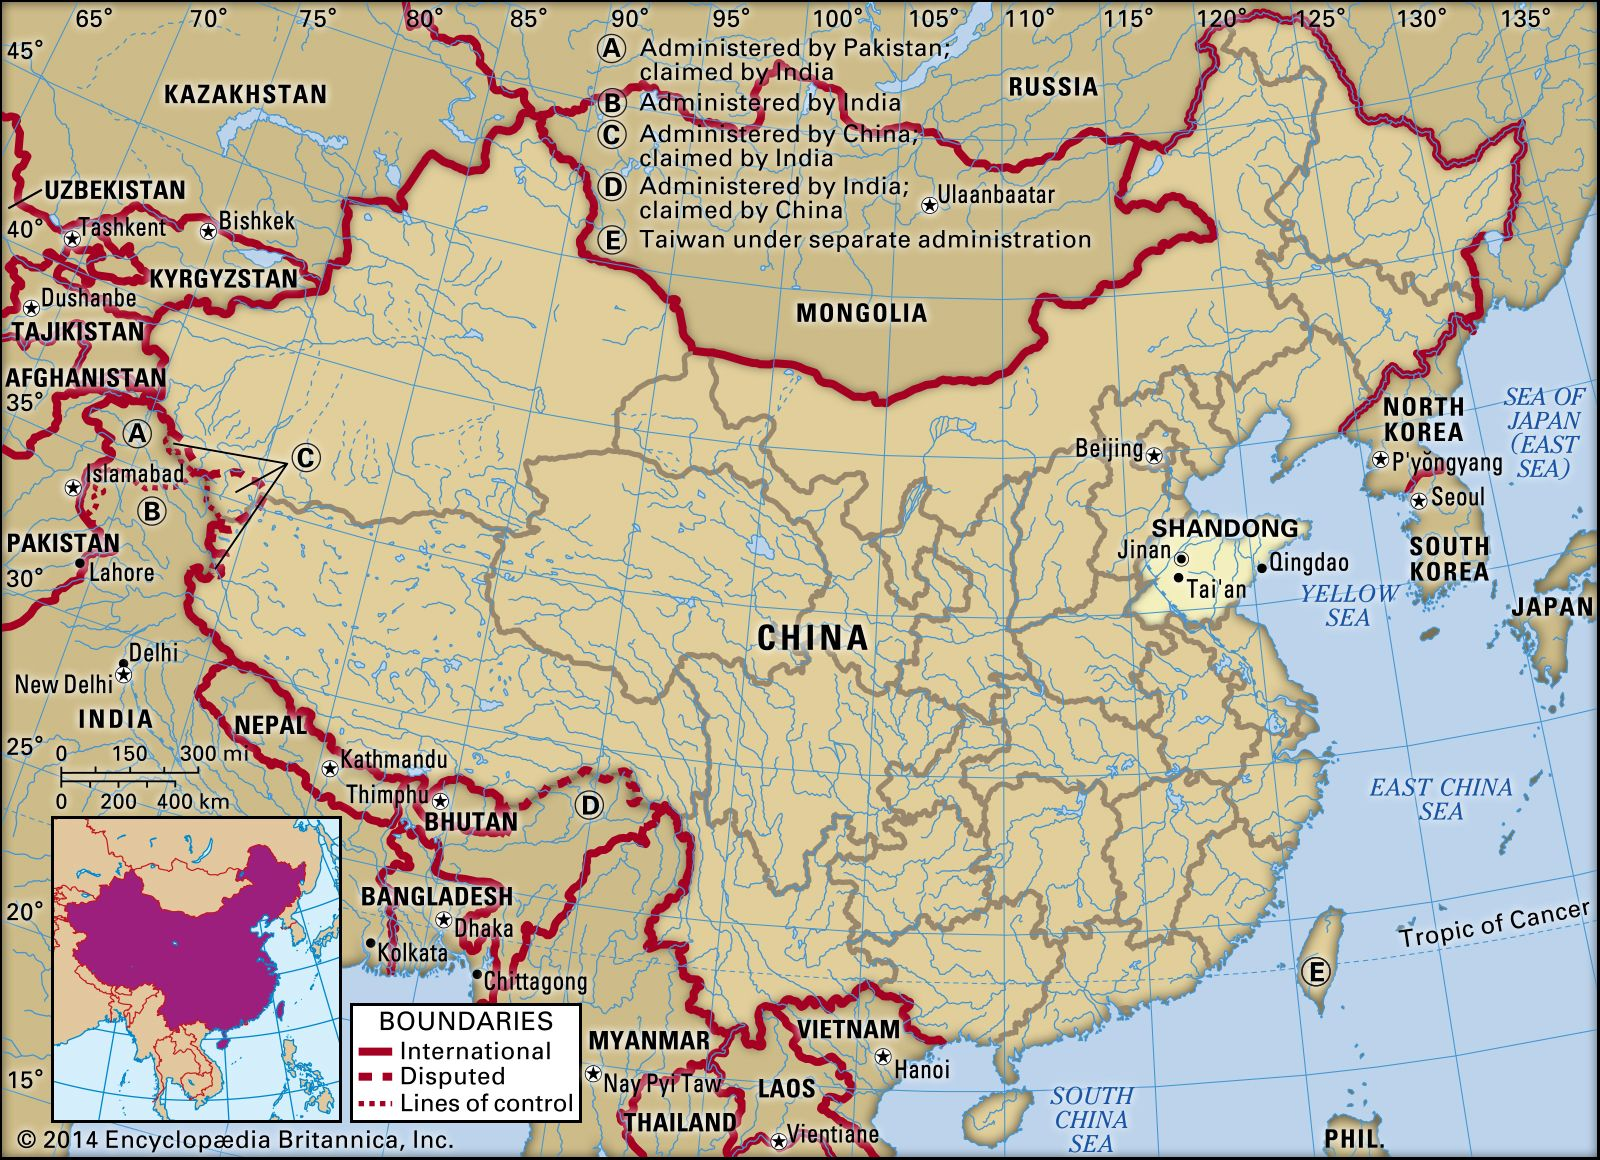 65° 70° 75° 80° 85° 90° 95° 100° 105° 110° 115° 120° 125° 130° 135°
45°
40°
35°
30°
25°
20°
15°
A Administered by Pakistan;
claimed by India
B Administered by India
C Administered by China;
claimed by India
D Administered by India;
claimed by China
E Taiwan under separate administration
KAZAKHSTAN
RUSSIA
UZBEKISTAN
Tashkent
Bishkek
Ulaanbaatar
KYRGYZSTAN
Dushanbe
TAJIKISTAN
MONGOLIA
AFGHANISTAN
A
C
Islamabad
B
PAKISTAN
Lahore
Beijing
NORTH
KOREA
P'yŏngyang
Seoul
SOUTH
KOREA
SEA OF
JAPAN
(EAST
SEA)
SHANDONG
Jinan
Tai'an
Qingdao
YELLOW
SEA
JAPAN
CHINA
Delhi
New Delhi
INDIA
NEPAL
Kathmandu
Thimphu
BHUTAN
D
0 150 300 mi
0 200 400 km
EAST CHINA
SEA
BANGLADESH
Dhaka
Kolkata
Chittagong
Tropic of Cancer
E
MYANMAR
Nay Pyi Taw
VIETNAM
Hanoi
LAOS
THAILAND
Vientiane
SOUTH
CHINA
SEA
PHIL.
BOUNDARIES
International
Disputed
Lines of control
© 2014 Encyclopædia Britannica, Inc.